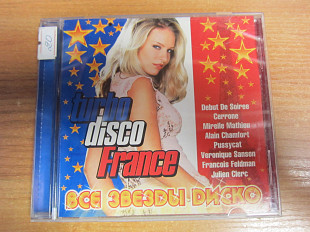 20
turbo
disco
France
Debut De Soiree
Cerrone
Mireille Mathieu
Alain Chamfort
Pussycat
Veronique Sanson
Francois Feldman
Julien Clerc
ВСЕ ЗВЕЗДЫ ДИСКО